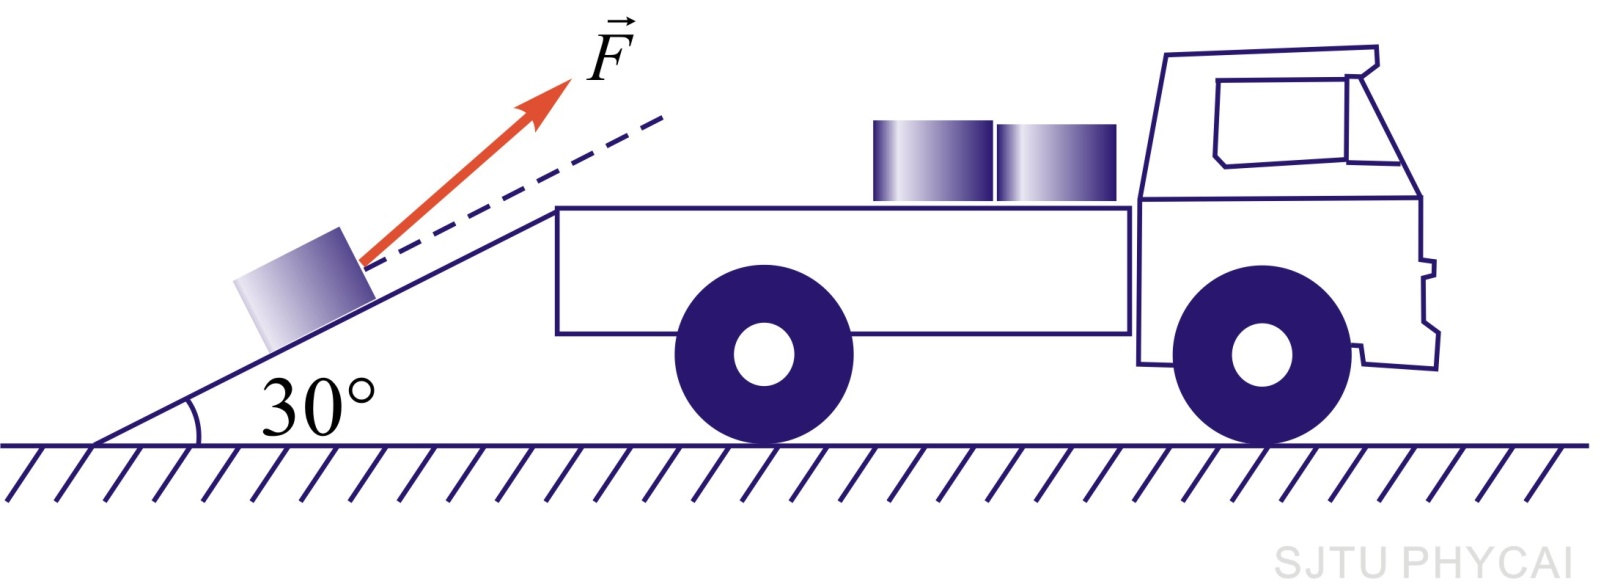 F⃗
30°
SJTU PHYCAI